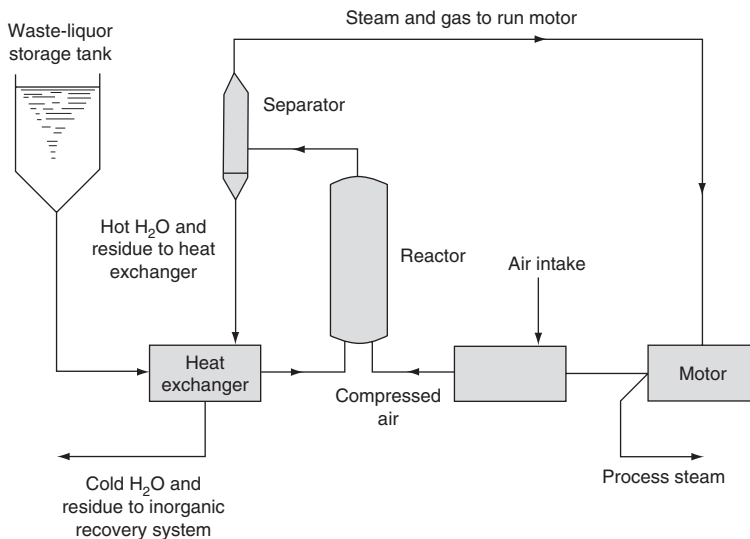 Steam and gas to run motor
Waste-liquor
storage tank
Separator
Hot H₂O and
residue to heat
exchanger
Reactor
Air intake
Heat
exchanger
Compressed
air
Motor
Process steam
Cold H₂O and
residue to inorganic
recovery system